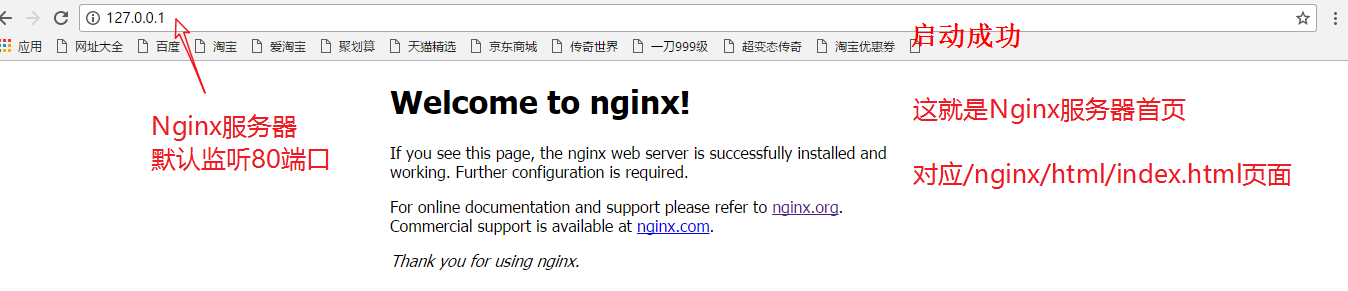 127.0.0.1
启动成功
应用 网址大全 百度 淘宝 爱淘宝 聚划算 天猫精选 京东商城 传奇世界 一刀999级 超变态传奇 淘宝优惠券
Welcome to nginx!
这就是Nginx服务器首页
Nginx服务器
默认监听80端口
If you see this page, the nginx web server is successfully installed and
working. Further configuration is required.
对应/nginx/html/index.html页面
For online documentation and support please refer to nginx.org.
Commercial support is available at nginx.com.
Thank you for using nginx.